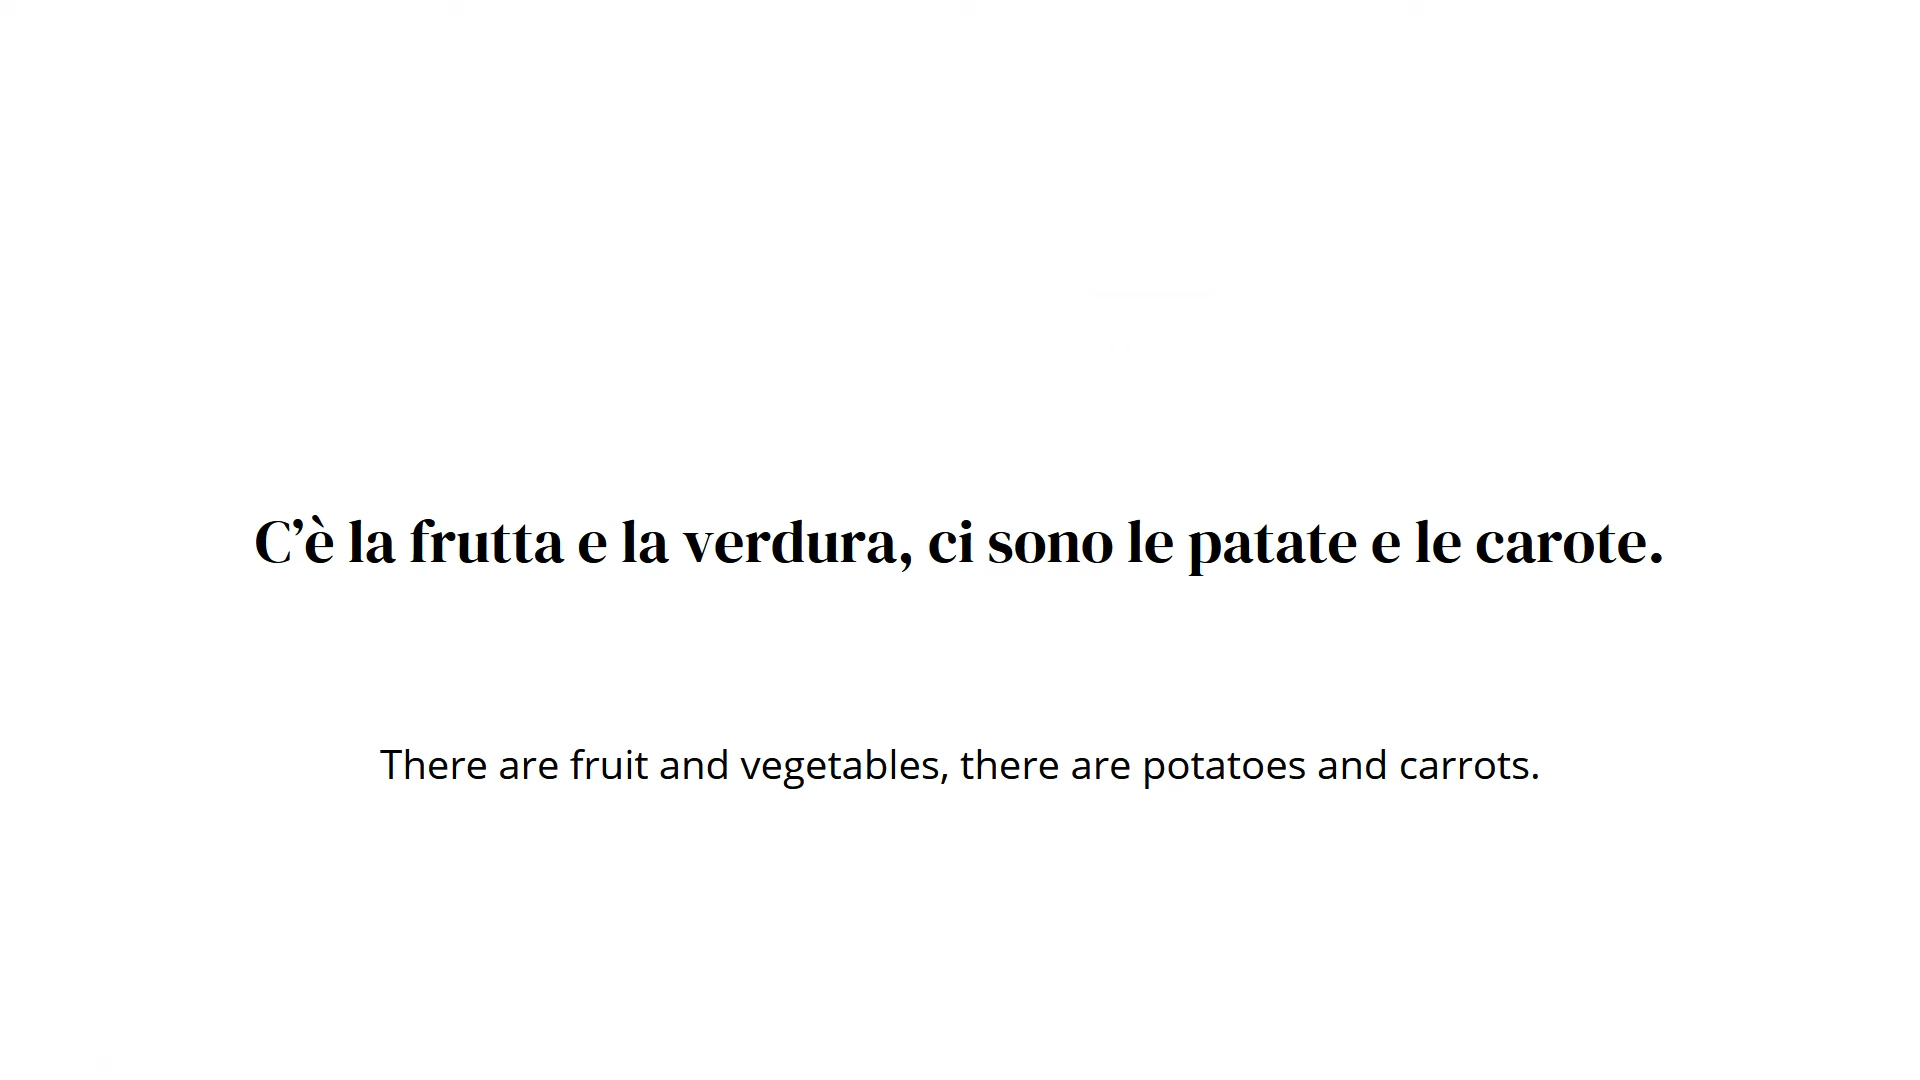 C’è la frutta e la verdura, ci sono le patate e le carote.
There are fruit and vegetables, there are potatoes and carrots.